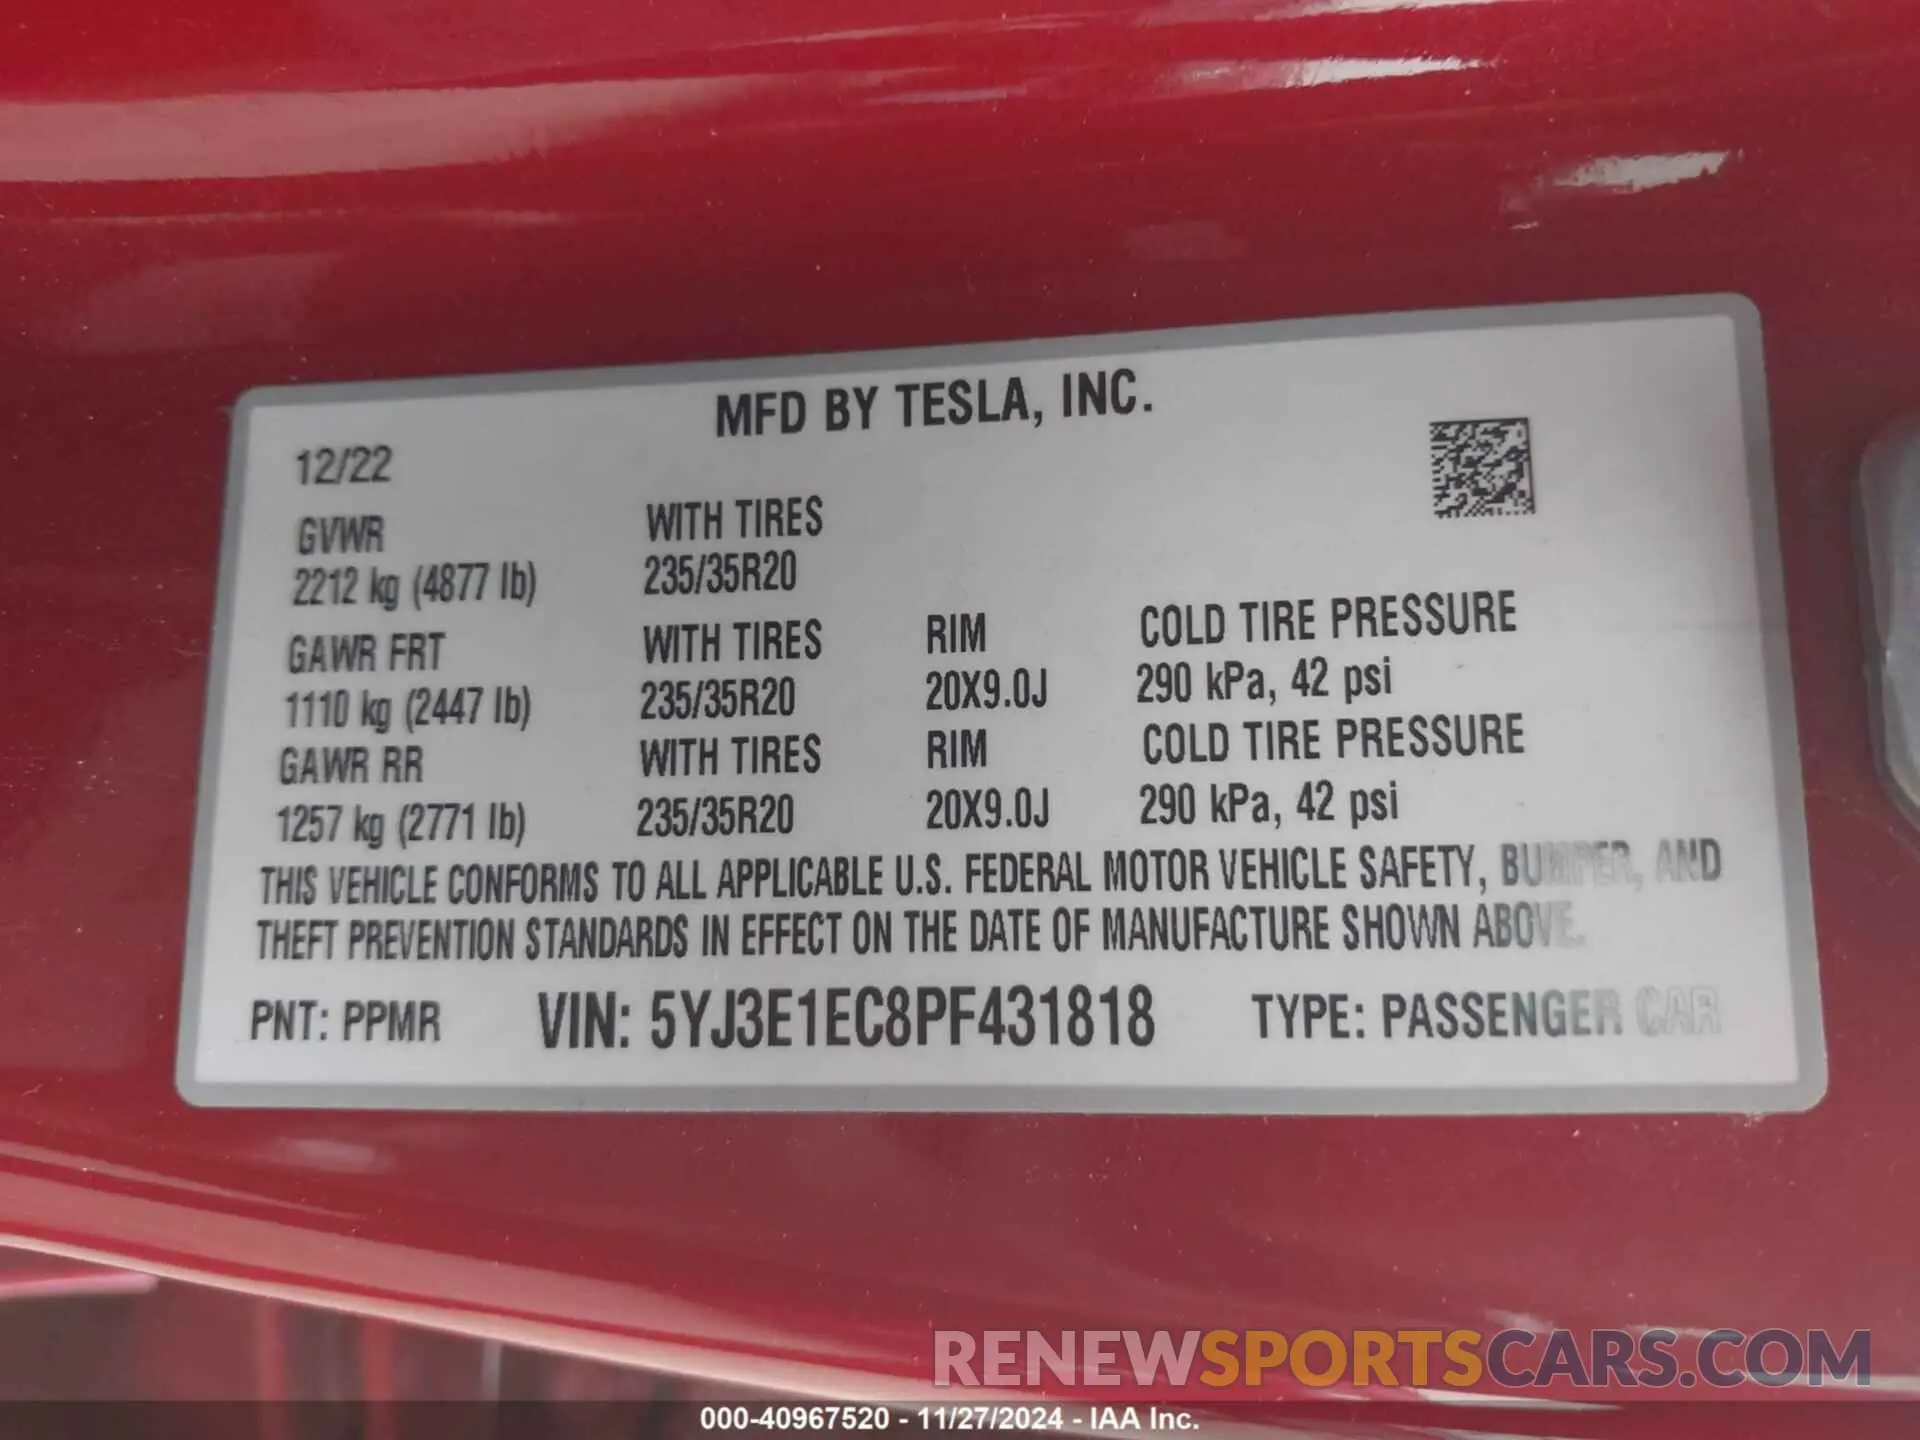 MFD BY TESLA, INC.
12/22
GVWR WITH TIRES
2212 kg (4877 lb) 235/35R20
GAWR FRT WITH TIRES RIM COLD TIRE PRESSURE
1110 kg (2447 lb) 235/35R20 20X9.0J 290 kPa, 42 psi
GAWR RR WITH TIRES RIM COLD TIRE PRESSURE
1257 kg (2771 lb) 235/35R20 20X9.0J 290 kPa, 42 psi
THIS VEHICLE CONFORMS TO ALL APPLICABLE U.S. FEDERAL MOTOR VEHICLE SAFETY, BUMPER, AND
THEFT PREVENTION STANDARDS IN EFFECT ON THE DATE OF MANUFACTURE SHOWN ABOVE.
PNT: PPMR VIN: 5YJ3E1EC8PF431818 TYPE: PASSENGER CAR
RENEWSPORTSCARS.COM
000-40967520 - 11/27/2024 - IAA Inc.